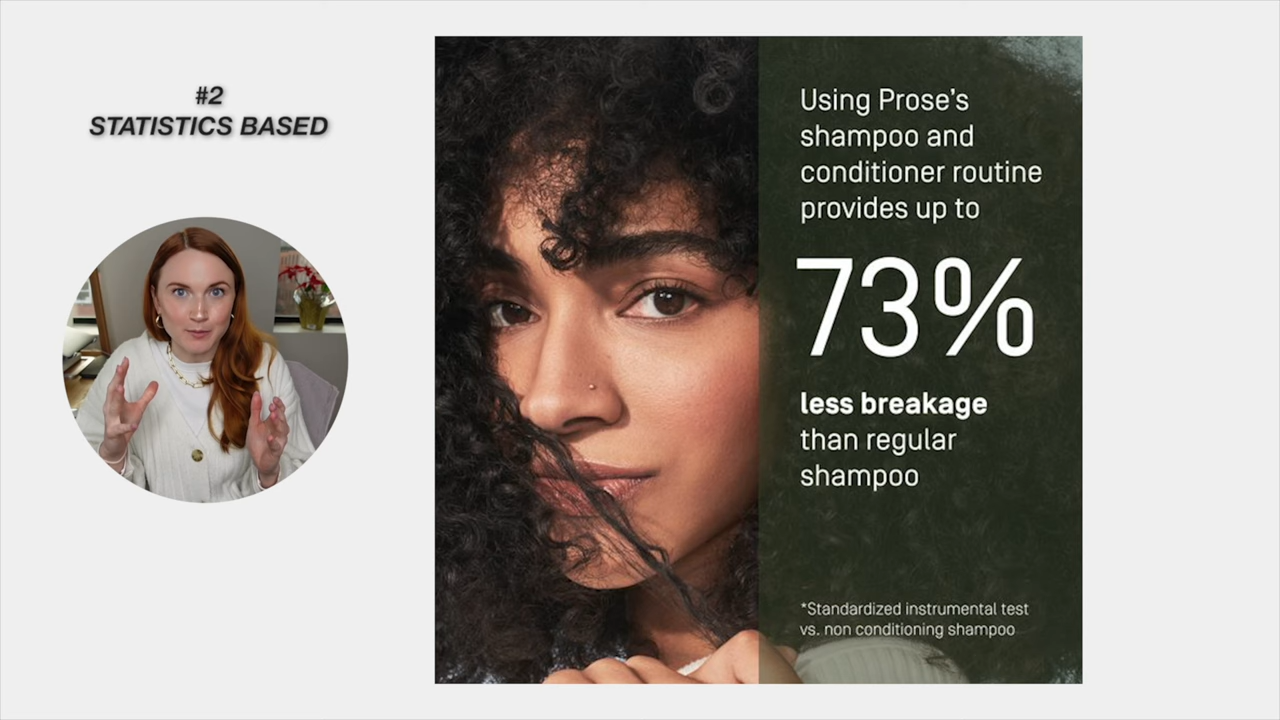 #2
STATISTICS BASED
Using Prose’s
shampoo and
conditioner routine
provides up to
73%
less breakage
than regular
shampoo
*Standardized instrumental test
vs. non conditioning shampoo